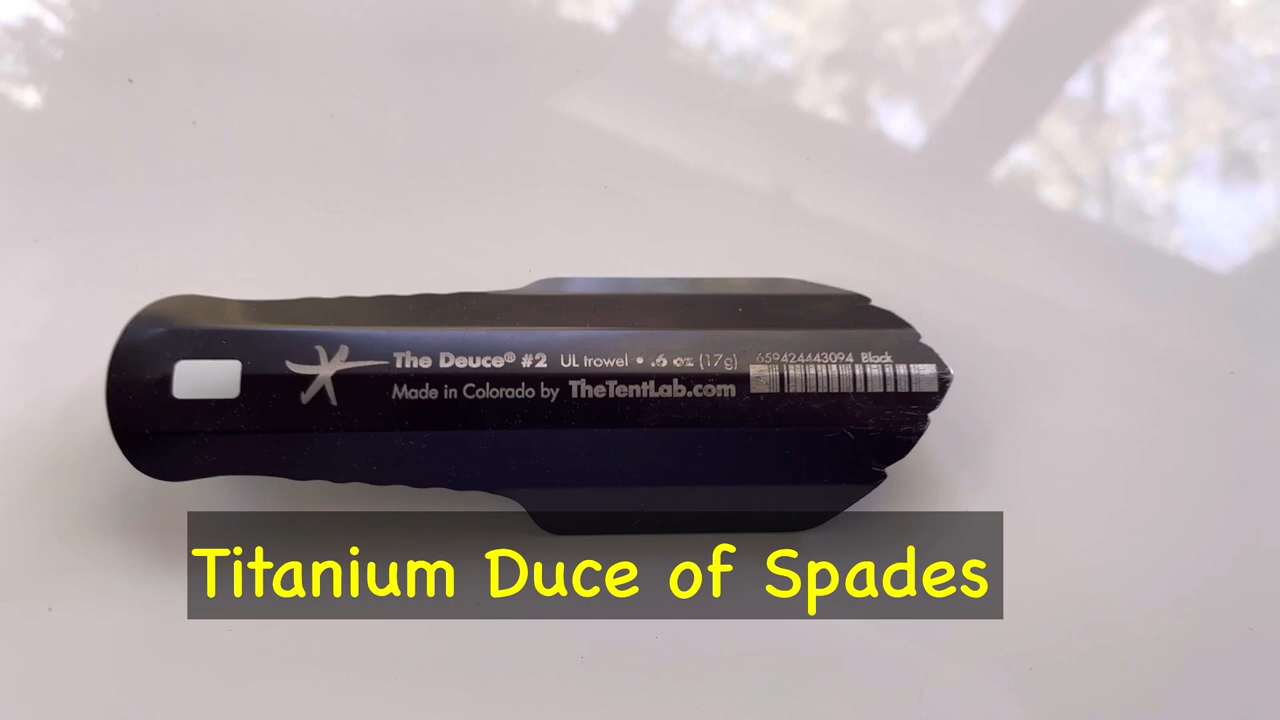 The Deuce® #2 UL trowel • .6 oz (17g)
Made in Colorado by TheTentLab.com
659424443094 Black
Titanium Duce of Spades